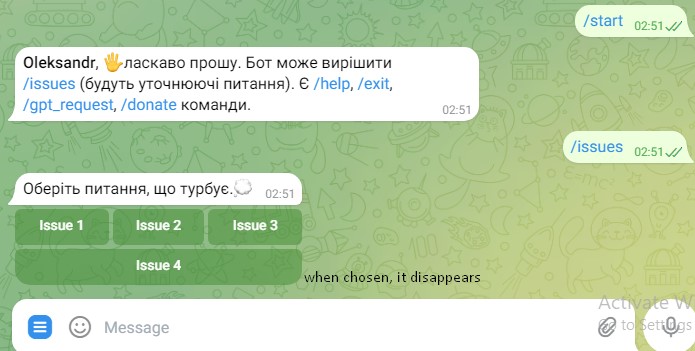 /start
02:51
Oleksandr, 🖐ласкаво прошу. Бот може вирішити
/issues (будуть уточнюючі питання). Є /help, /exit,
/gpt_request, /donate команди.
02:51
/issues
02:51
Оберіть питання, що турбує.💭
02:51
Issue 1 Issue 2 Issue 3
Issue 4
when chosen, it disappears
Activate W
Go to Settings
Message